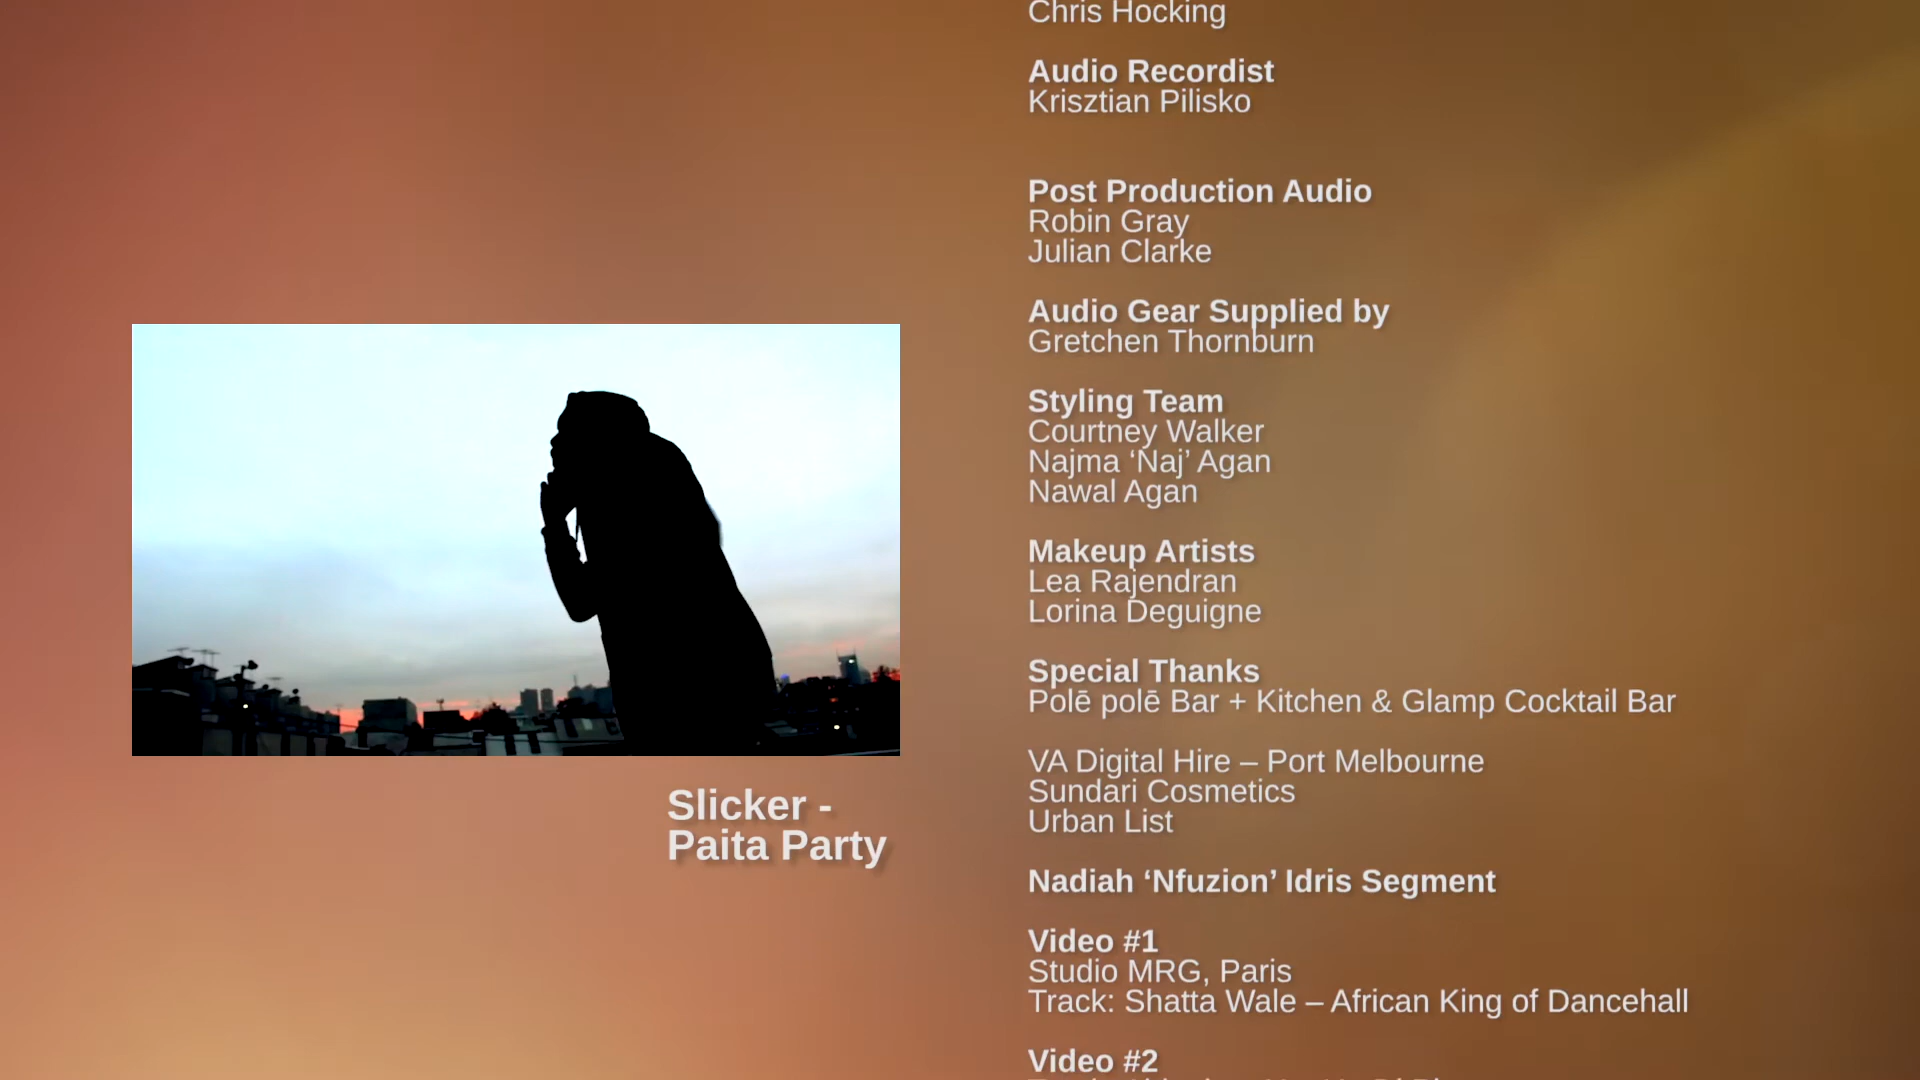 Chris Hocking
Audio Recordist
Krisztian Pilisko
Post Production Audio
Robin Gray
Julian Clarke
Audio Gear Supplied by
Gretchen Thornburn
Styling Team
Courtney Walker
Najma ‘Naj’ Agan
Nawal Agan
Makeup Artists
Lea Rajendran
Lorina Deguigne
Special Thanks
Polē polē Bar + Kitchen & Glamp Cocktail Bar
VA Digital Hire – Port Melbourne
Sundari Cosmetics
Urban List
Nadiah ‘Nfuzion’ Idris Segment
Video #1
Studio MRG, Paris
Track: Shatta Wale – African King of Dancehall
Video #2
Slicker -
Paita Party